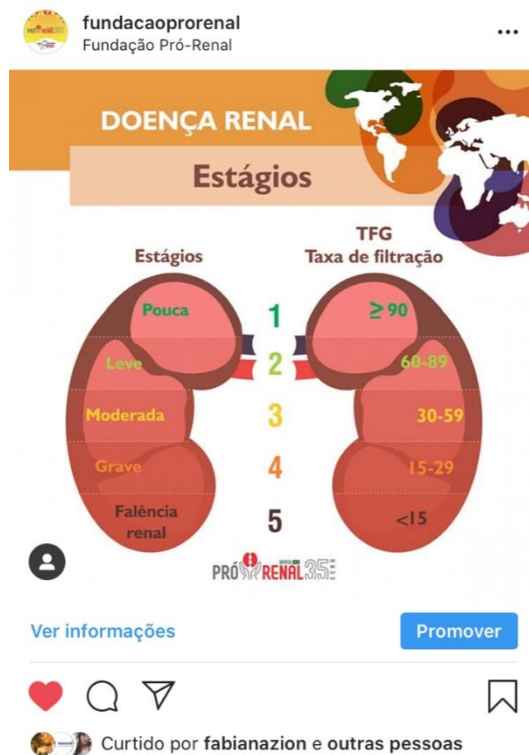 fundacaoprorenal
Fundação Pró-Renal
DOENÇA RENAL
Estágios
Estágios
TFG
Taxa de filtração
Pouca 1 ≥ 90
Leve 2 60-89
Moderada 3 30-59
Grave 4 15-29
Falência
renal 5 <15
PRÓ RENAL 35
Ver informações
Promover
Curtido por fabianazion e outras pessoas